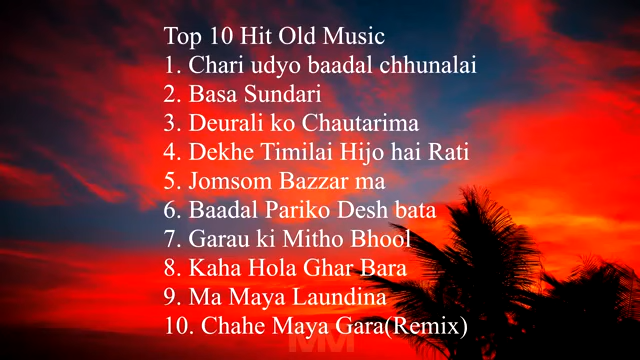 Top 10 Hit Old Music
1. Chari udyo baadal chhunalai
2. Basa Sundari
3. Deurali ko Chautarima
4. Dekhe Timilai Hijo hai Rati
5. Jomsom Bazzar ma
6. Baadal Pariko Desh bata
7. Garau ki Mitho Bhool
8. Kaha Hola Ghar Bara
9. Ma Maya Laundina
10. Chahe Maya Gara(Remix)
MM